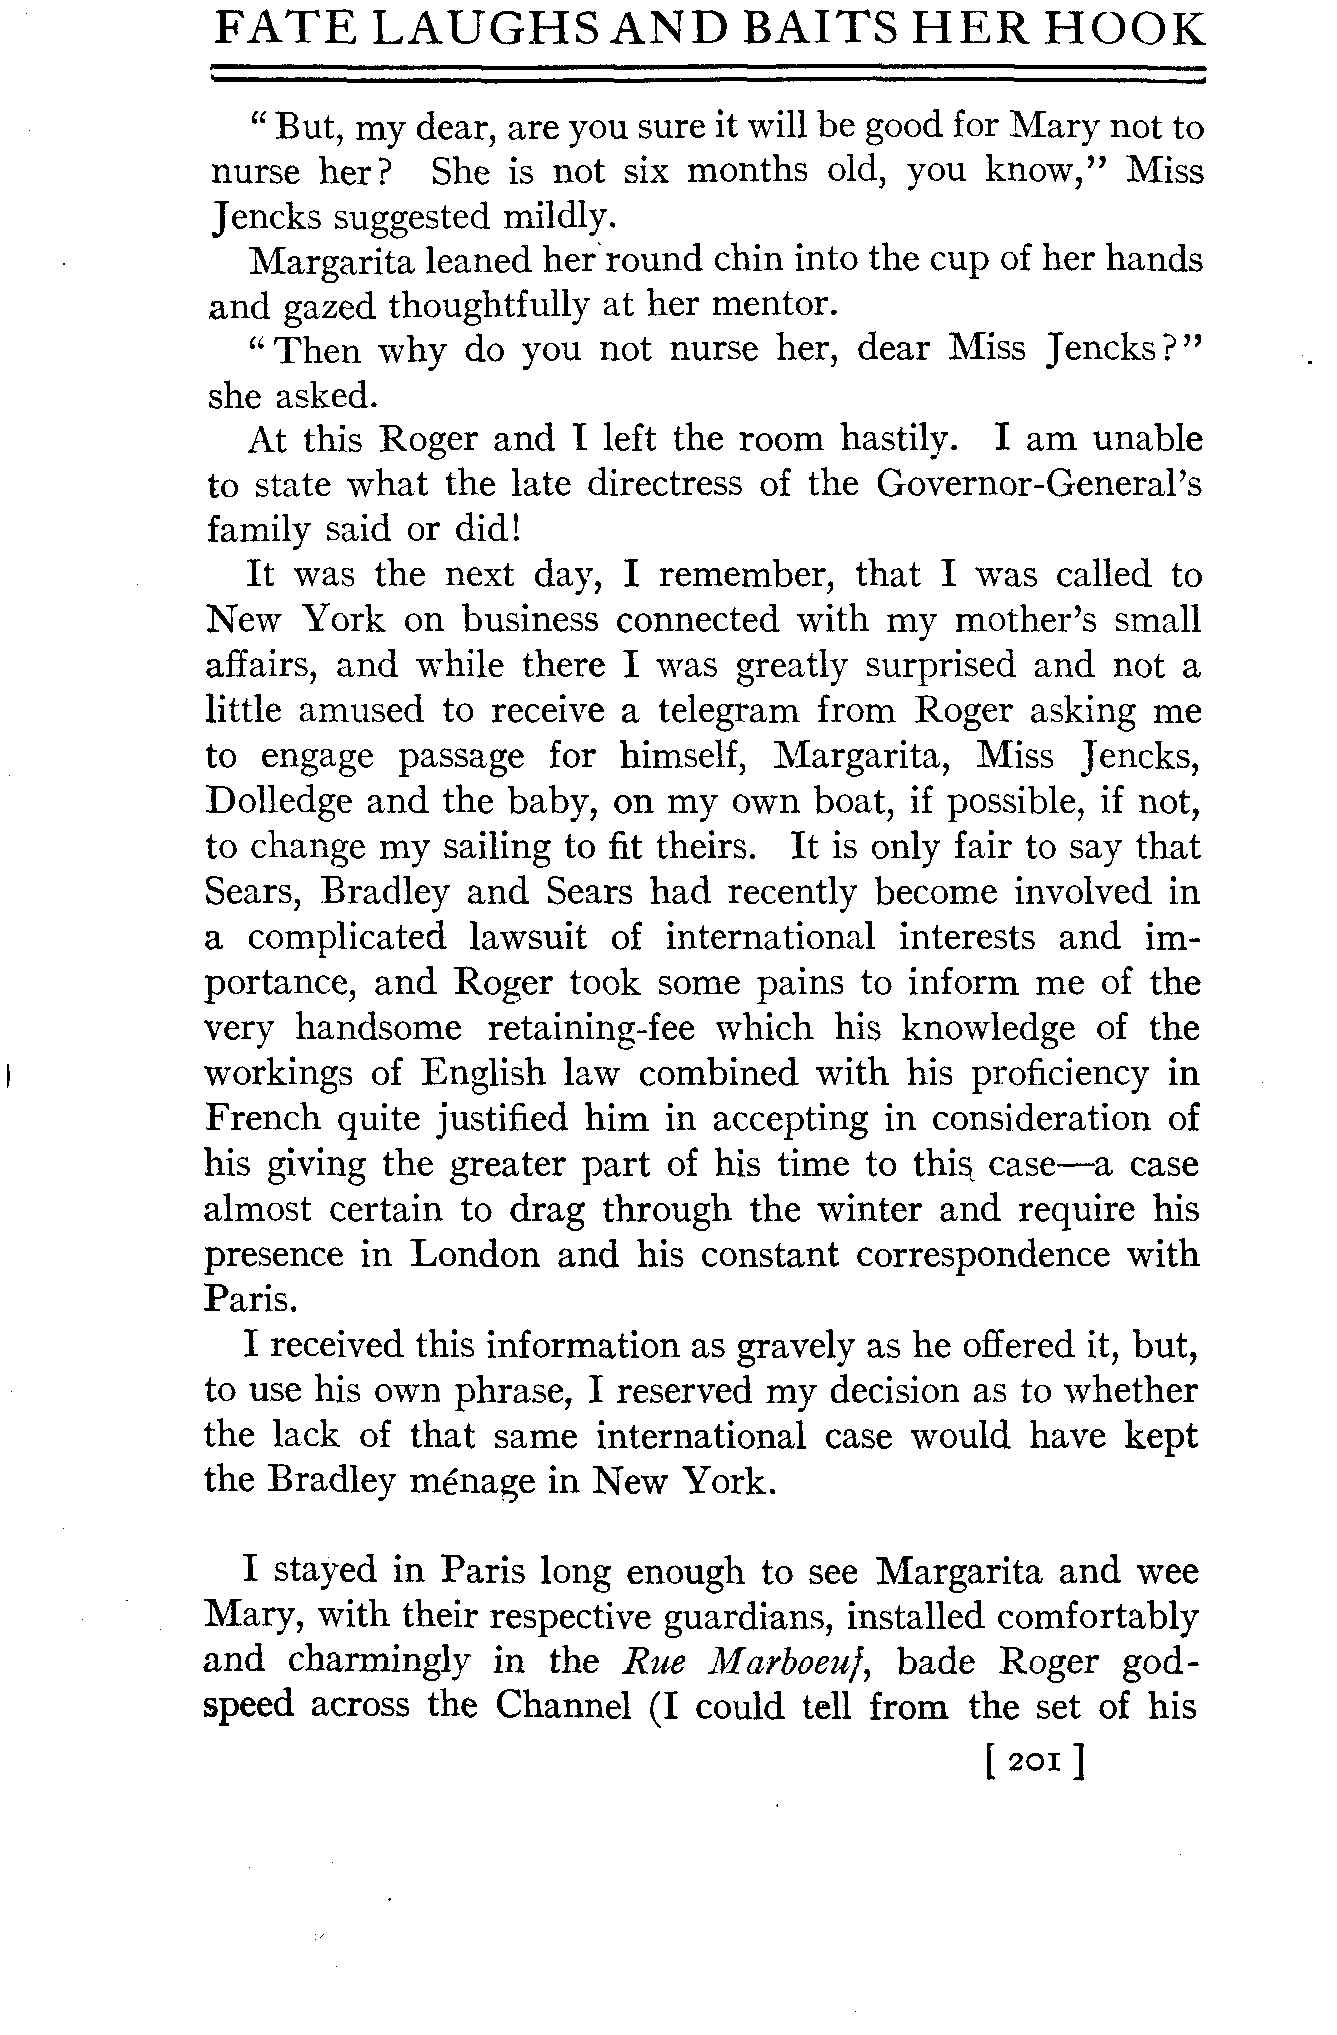 FATE LAUGHS AND BAITS HER HOOK
"But, my dear, are you sure it will be good for Mary not to
nurse her? She is not six months old, you know," Miss
Jencks suggested mildly.
Margarita leaned her round chin into the cup of her hands
and gazed thoughtfully at her mentor.
"Then why do you not nurse her, dear Miss Jencks?"
she asked.
At this Roger and I left the room hastily. I am unable
to state what the late directress of the Governor-General's
family said or did!
It was the next day, I remember, that I was called to
New York on business connected with my mother's small
affairs, and while there I was greatly surprised and not a
little amused to receive a telegram from Roger asking me
to engage passage for himself, Margarita, Miss Jencks,
Dolledge and the baby, on my own boat, if possible, if not,
to change my sailing to fit theirs. It is only fair to say that
Sears, Bradley and Sears had recently become involved in
a complicated lawsuit of international interests and im-
portance, and Roger took some pains to inform me of the
very handsome retaining-fee which his knowledge of the
workings of English law combined with his proficiency in
French quite justified him in accepting in consideration of
his giving the greater part of his time to this case—a case
almost certain to drag through the winter and require his
presence in London and his constant correspondence with
Paris.
I received this information as gravely as he offered it, but,
to use his own phrase, I reserved my decision as to whether
the lack of that same international case would have kept
the Bradley ménage in New York.
I stayed in Paris long enough to see Margarita and wee
Mary, with their respective guardians, installed comfortably
and charmingly in the Rue Marboeuf, bade Roger god-
speed across the Channel (I could tell from the set of his
[ 201 ]